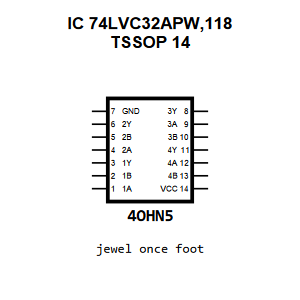 IC 74LVC32APW,118
TSSOP 14
7 GND 3Y 8
6 2Y 3A 9
5 2B 3B 10
4 2A 4Y 11
3 1Y 4A 12
2 1B 4B 13
1 1A VCC 14
40HN5
jewel once foot